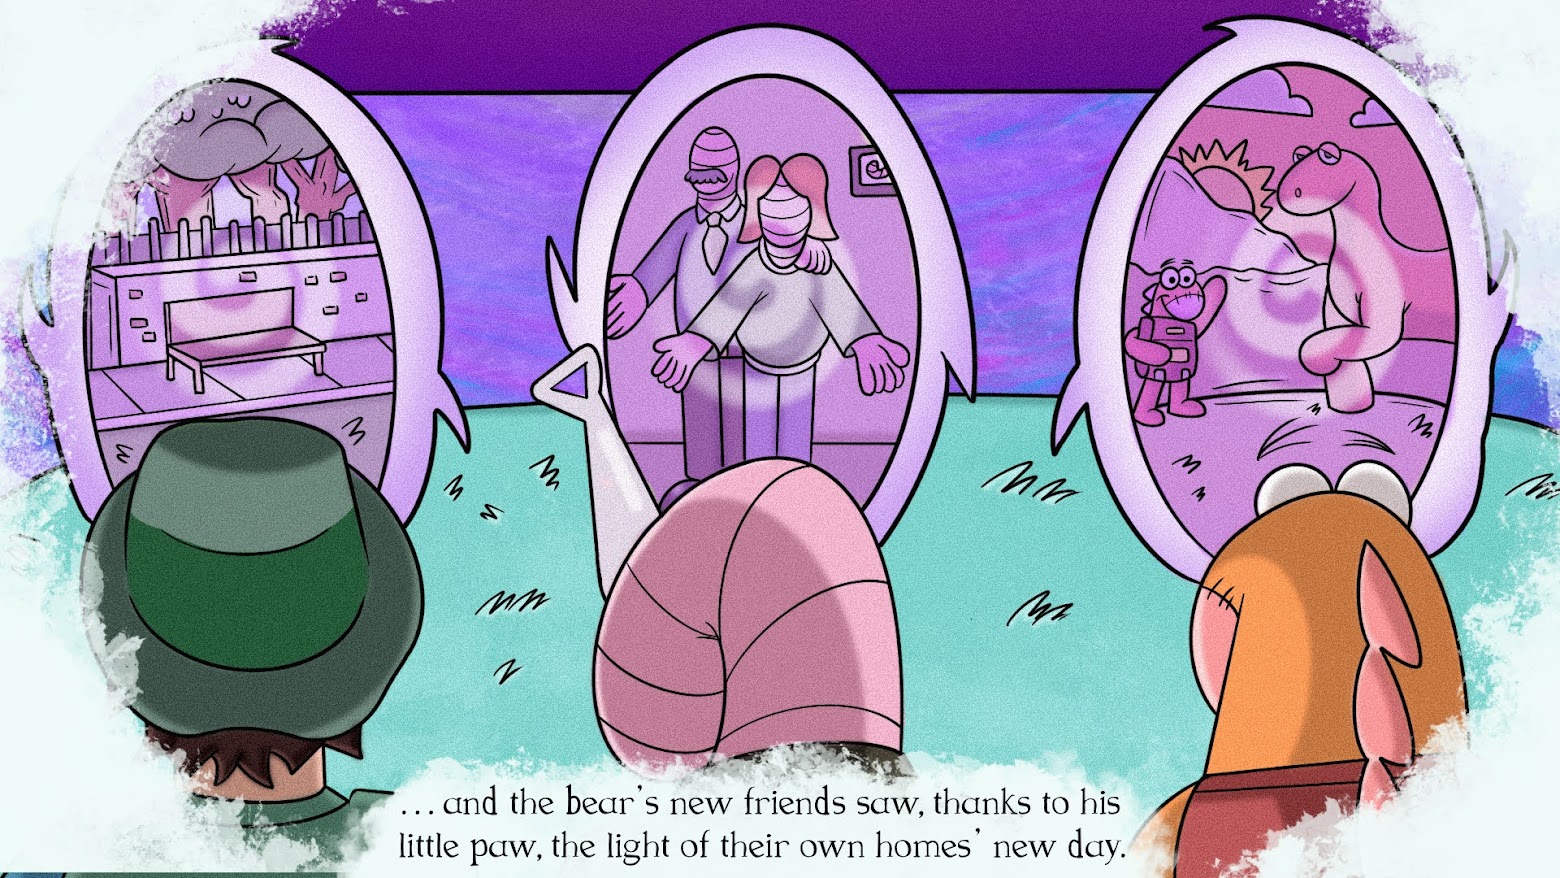 ...and the bear's new friends saw, thanks to his
little paw, the light of their own homes' new day.